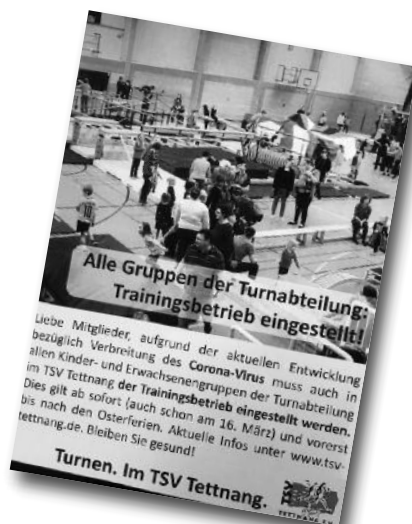 Alle Gruppen der Turnabteilung:
Trainingsbetrieb eingestellt!
Liebe Mitglieder, aufgrund der aktuellen Entwicklung
bezüglich Verbreitung des Corona-Virus muss auch in
allen Kinder- und Erwachsenengruppen der Turnabteilung
im TSV Tettnang der Trainingsbetrieb eingestellt werden.
Dies gilt ab sofort (auch schon am 16. März) und vorerst
bis nach den Osterferien. Aktuelle Infos unter www.tsv-
tettnang.de. Bleiben Sie gesund!
Turnen. Im TSV Tettnang.
TSV
TETTNANG